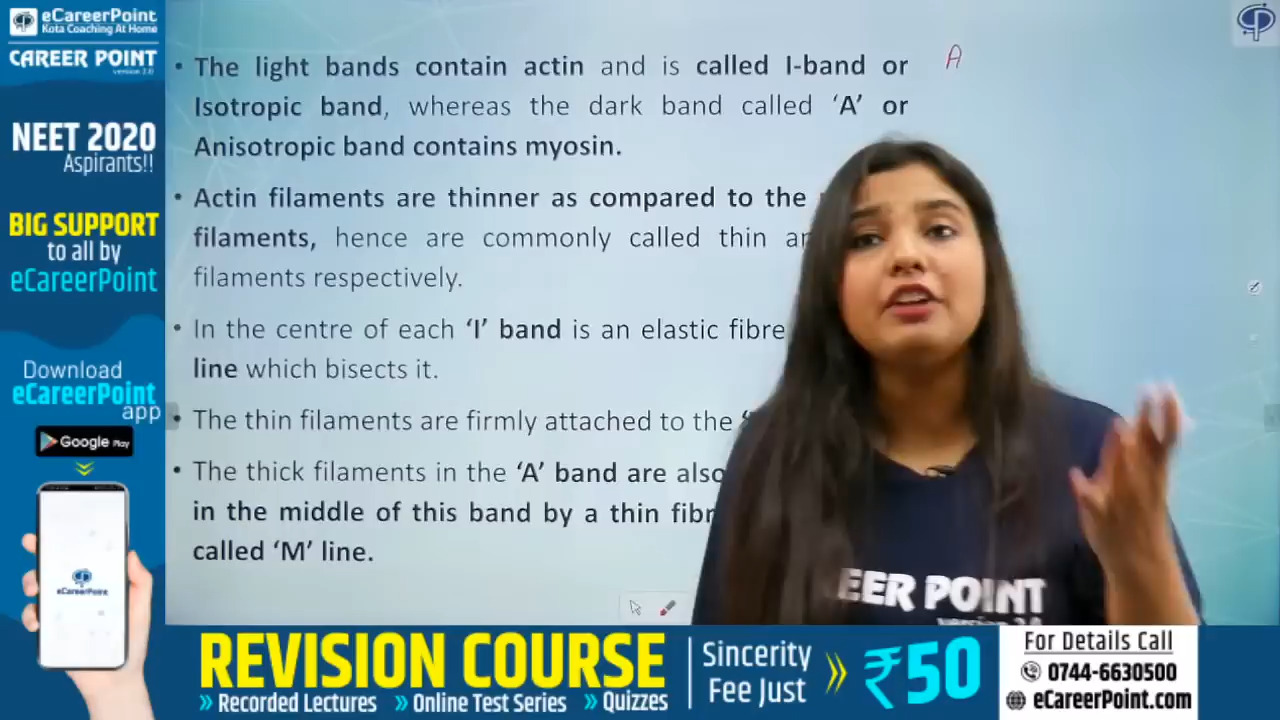 eCareerPoint
Kota Coaching At Home
CAREER POINT
version 2.0
NEET 2020
Aspirants!!
BIG SUPPORT
to all by
eCareerPoint
Download
eCareerPoint
app
Google Play
eCareerPoint
• The light bands contain actin and is called I-band or
Isotropic band, whereas the dark band called ‘A’ or
Anisotropic band contains myosin.
• Actin filaments are thinner as compared to the
filaments, hence are commonly called thin
filaments respectively.
• In the centre of each ‘I’ band is an elastic fibre
line which bisects it.
• The thin filaments are firmly attached to the
• The thick filaments in the ‘A’ band are also
in the middle of this band by a thin
called ‘M’ line.
A
EER POINT
REVISION COURSE
» Recorded Lectures » Online Test Series » Quizzes
Sincerity
Fee Just
» ₹50
For Details Call
0744-6630500
eCareerPoint.com